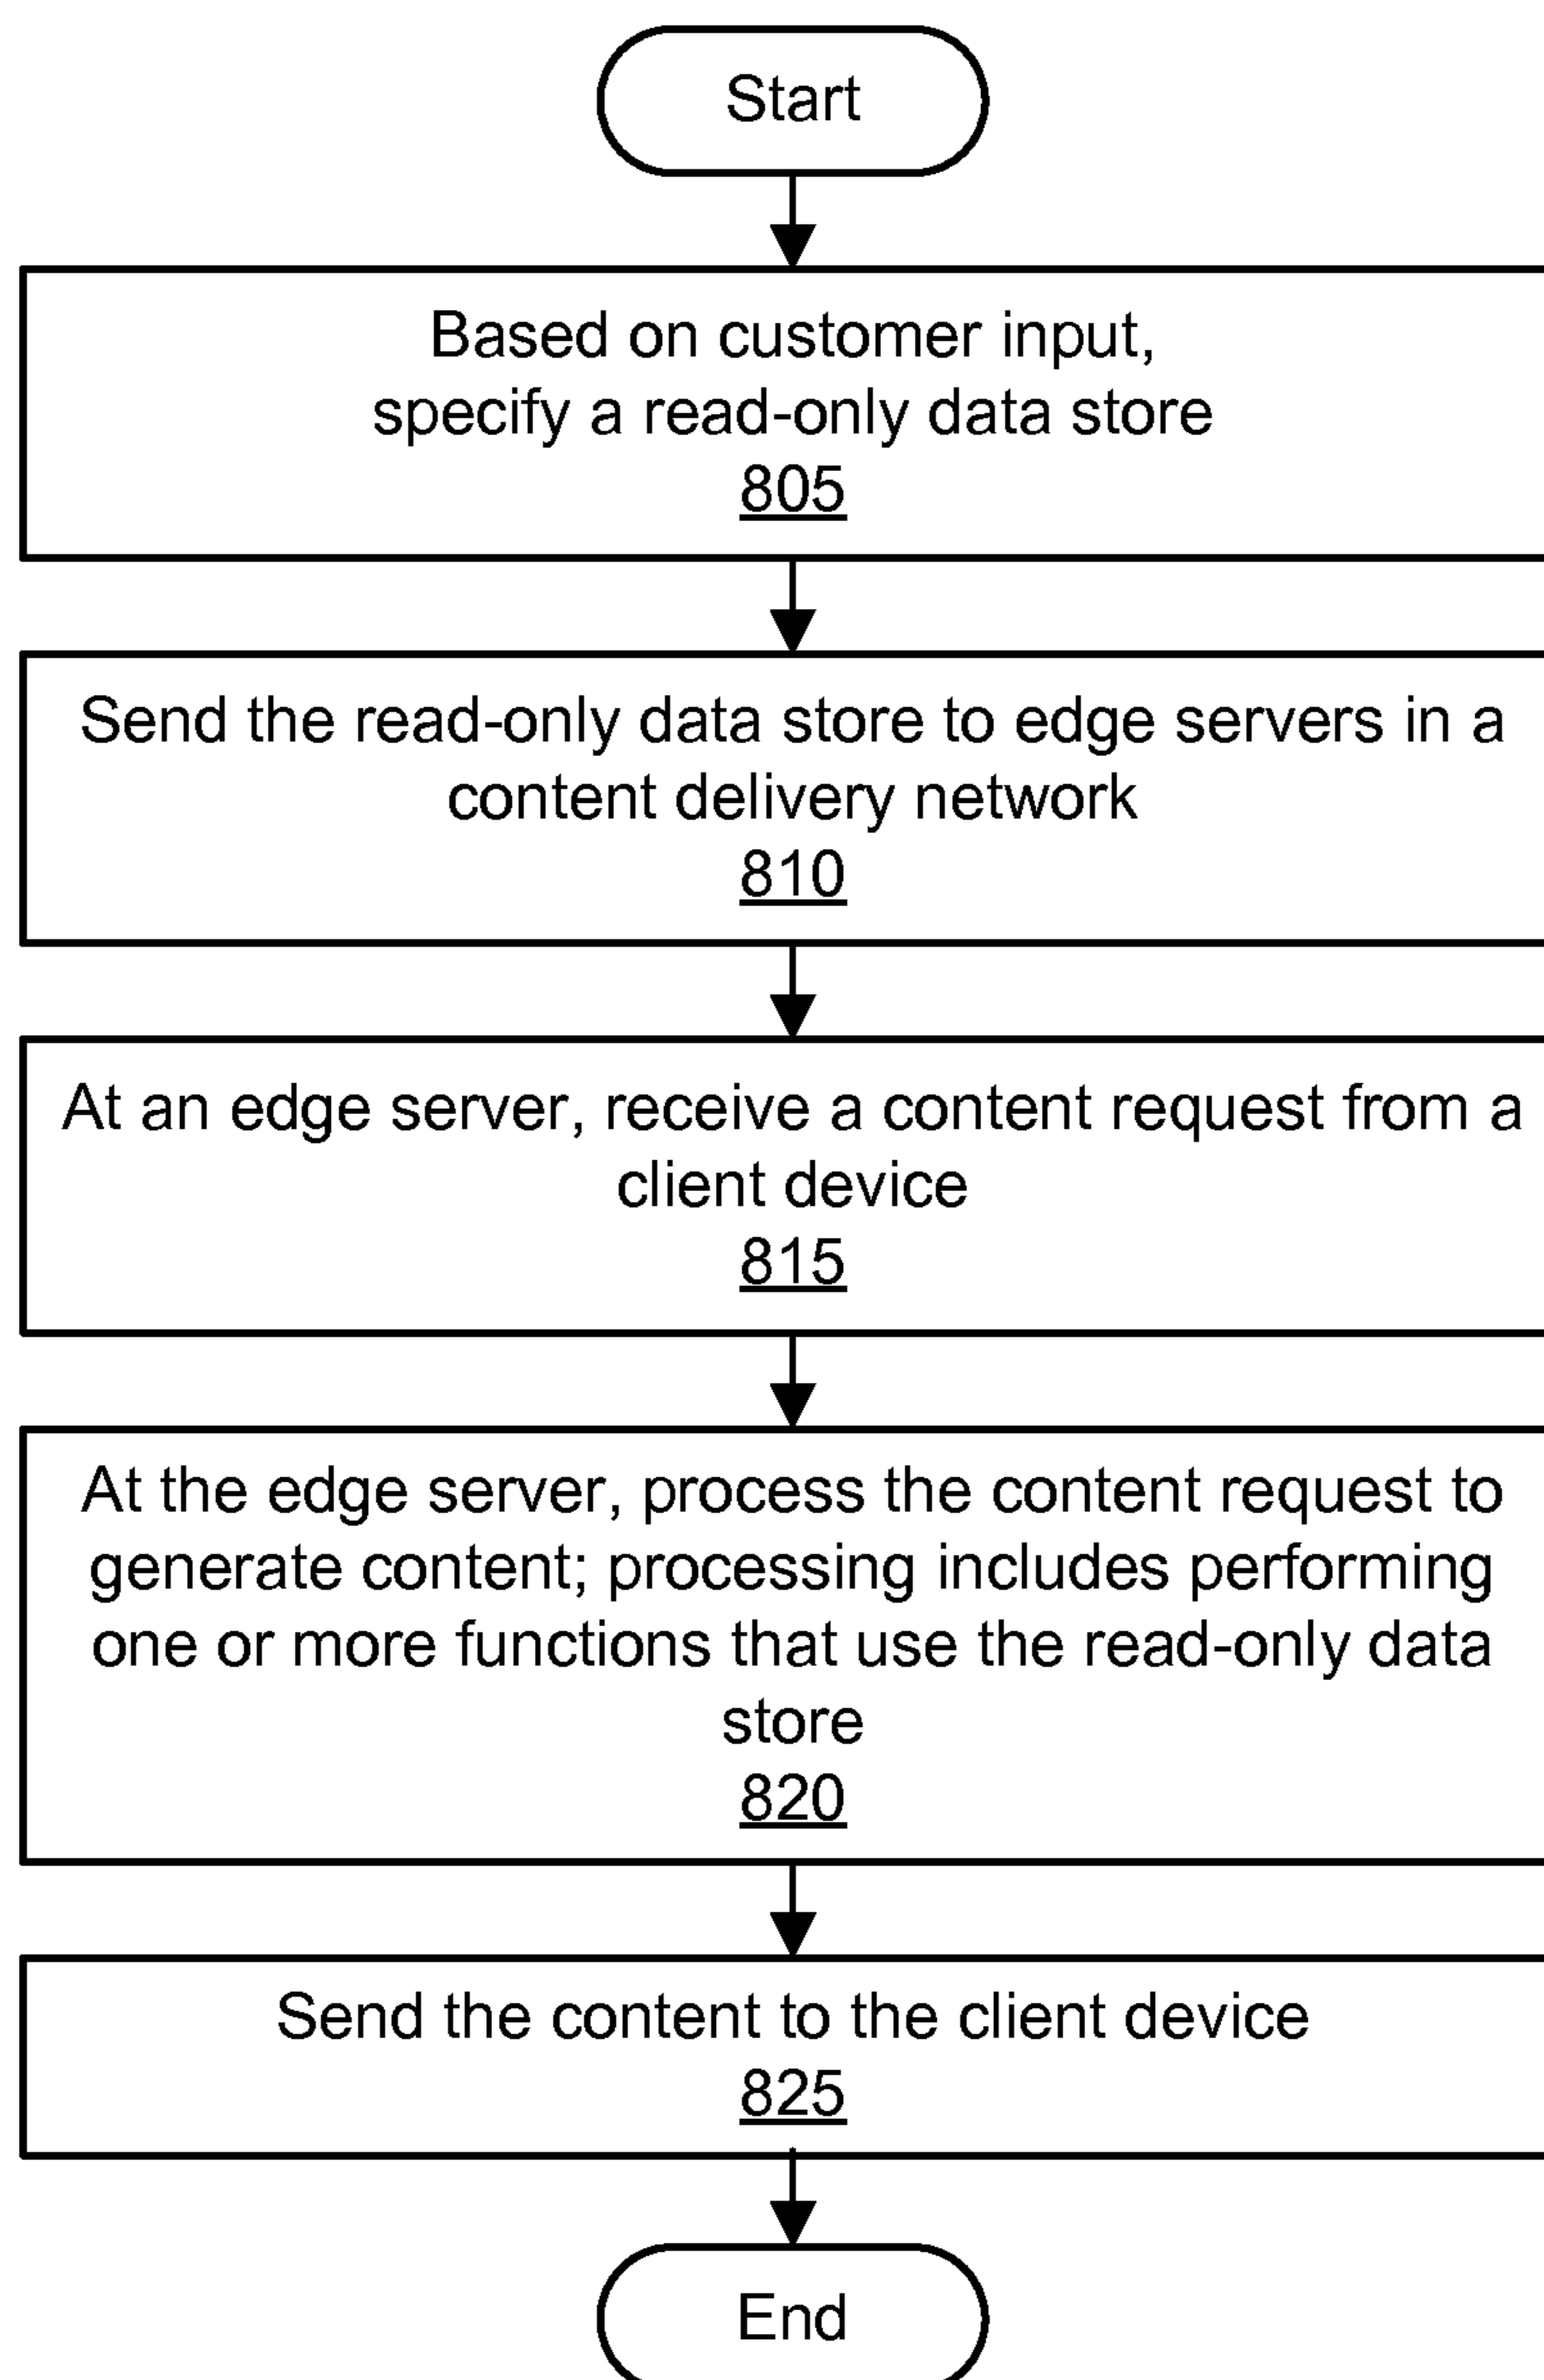 Start
Based on customer input,
specify a read-only data store
805
Send the read-only data store to edge servers in a
content delivery network
810
At an edge server, receive a content request from a
client device
815
At the edge server, process the content request to
generate content; processing includes performing
one or more functions that use the read-only data
store
820
Send the content to the client device
825
End